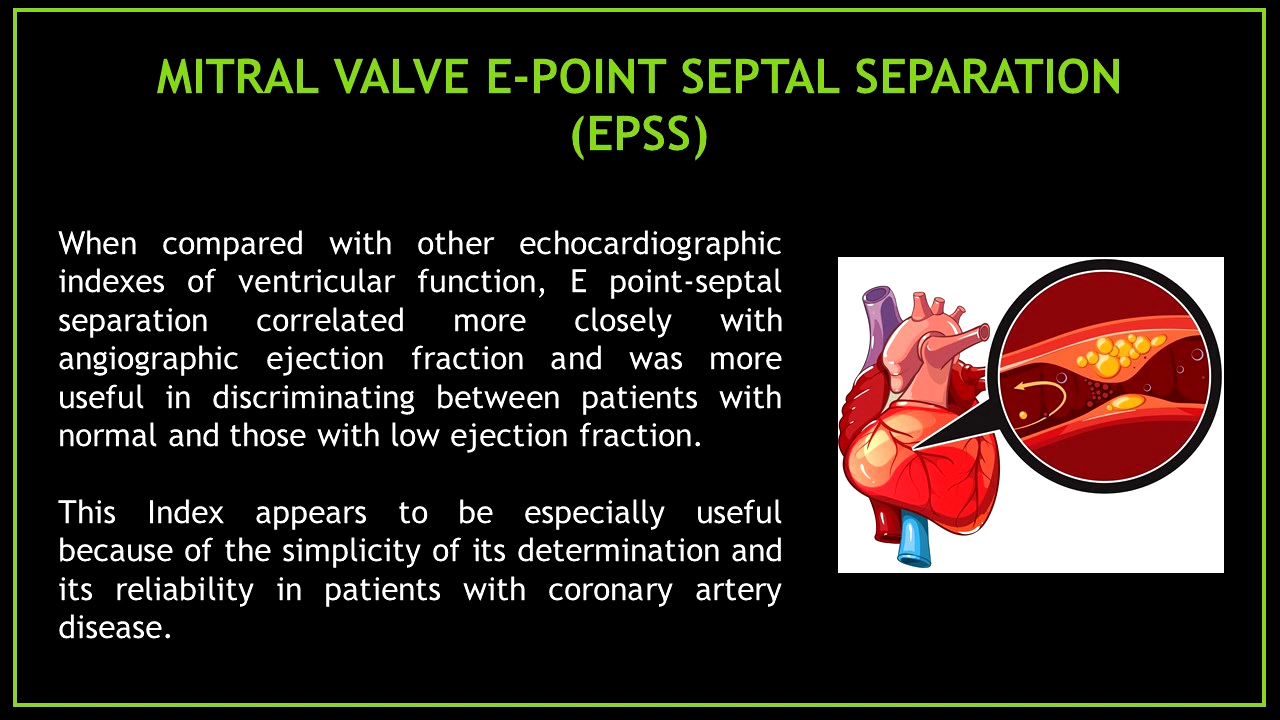 MITRAL VALVE E-POINT SEPTAL SEPARATION
(EPSS)
When compared with other echocardiographic
indexes of ventricular function, E point-septal
separation correlated more closely with
angiographic ejection fraction and was more
useful in discriminating between patients with
normal and those with low ejection fraction.
This Index appears to be especially useful
because of the simplicity of its determination and
its reliability in patients with coronary artery
disease.